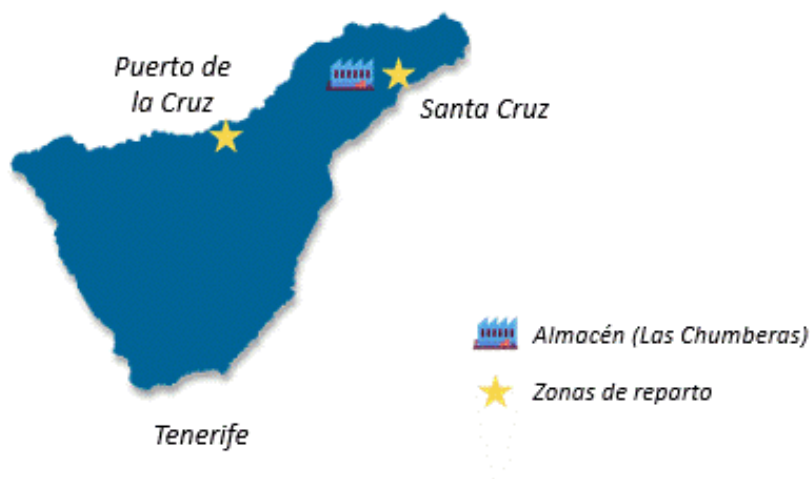 Puerto de
la Cruz
Santa Cruz
Almacén (Las Chumberas)
Zonas de reparto
Tenerife